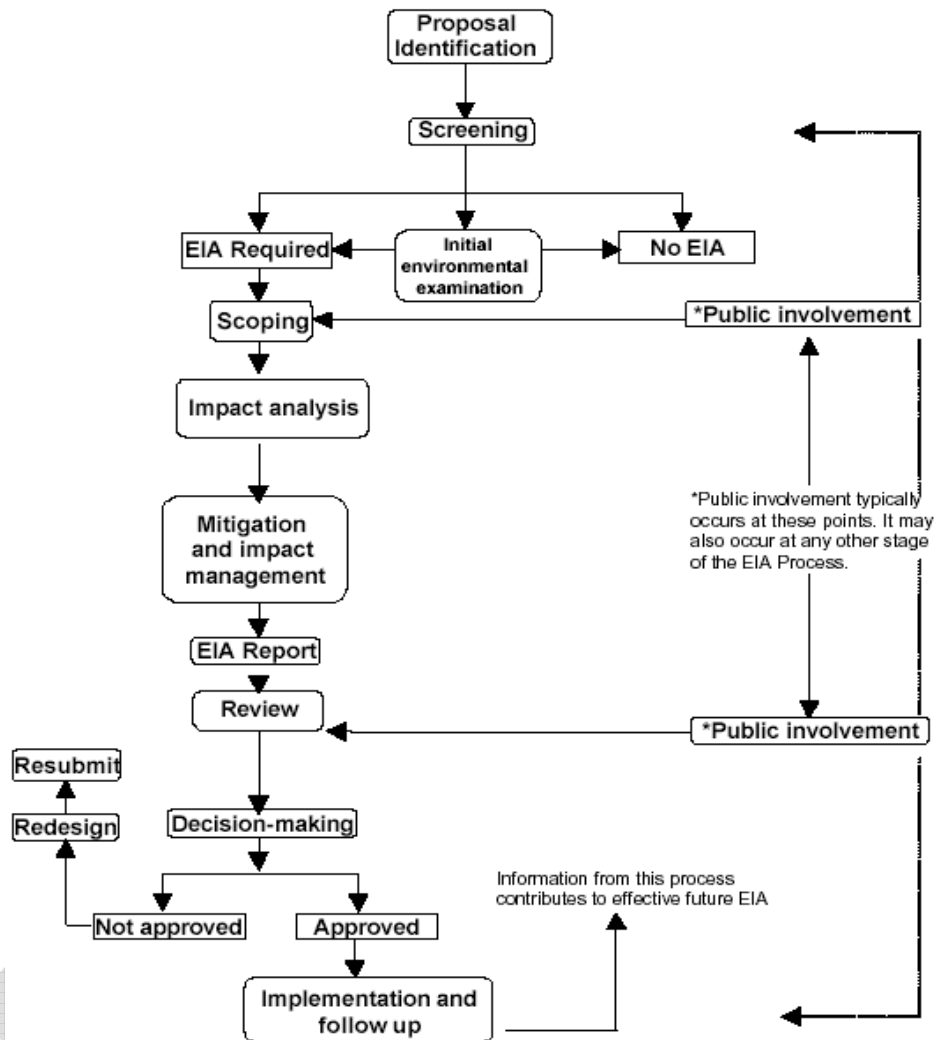 Proposal
Identification
Screening
EIA Required
Initial
environmental
examination
No EIA
Scoping
*Public involvement
Impact analysis
*Public involvement typically
occurs at these points. It may
also occur at any other stage
of the EIA Process.
Mitigation
and impact
management
EIA Report
Review
*Public involvement
Resubmit
Redesign
Decision-making
Information from this process
contributes to effective future EIA
Not approved
Approved
Implementation and
follow up